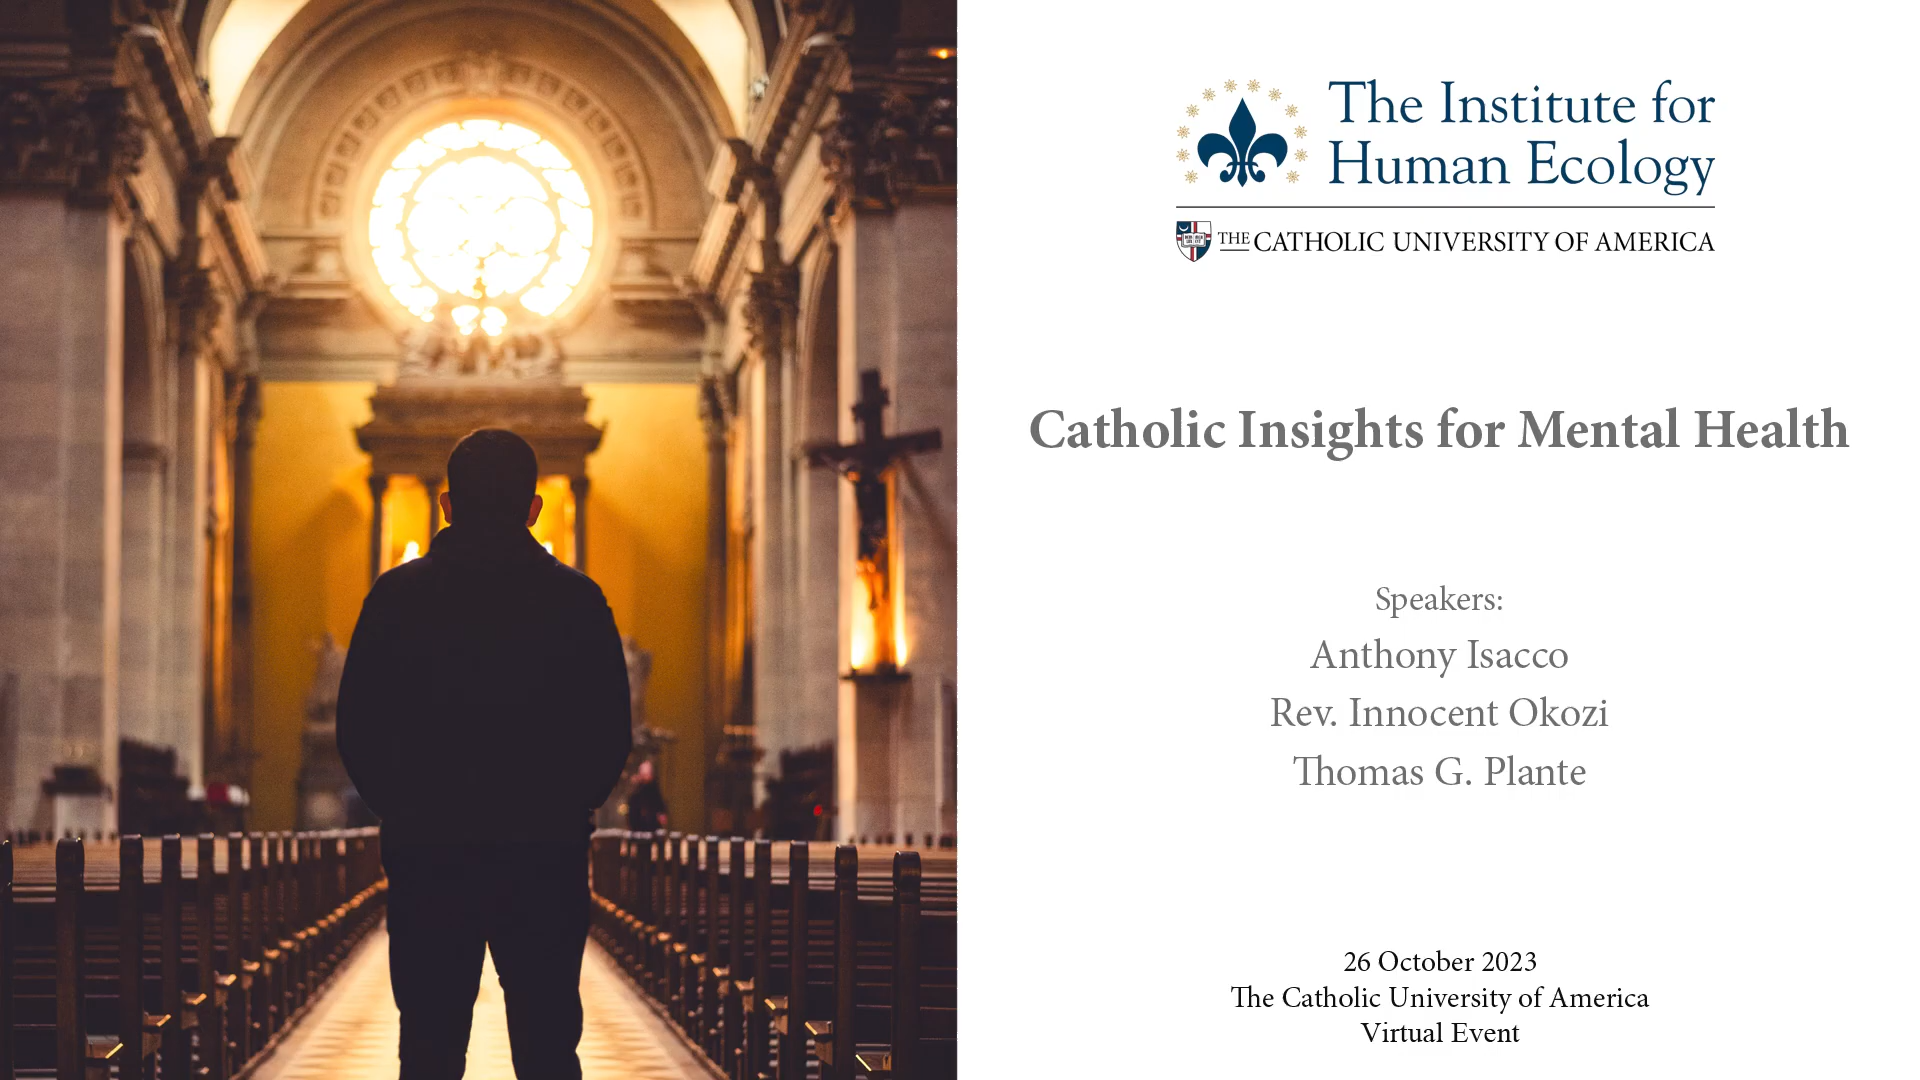 The Institute for
Human Ecology
THE CATHOLIC UNIVERSITY OF AMERICA
Catholic Insights for Mental Health
Speakers:
Anthony Isacco
Rev. Innocent Okozi
Thomas G. Plante
26 October 2023
The Catholic University of America
Virtual Event